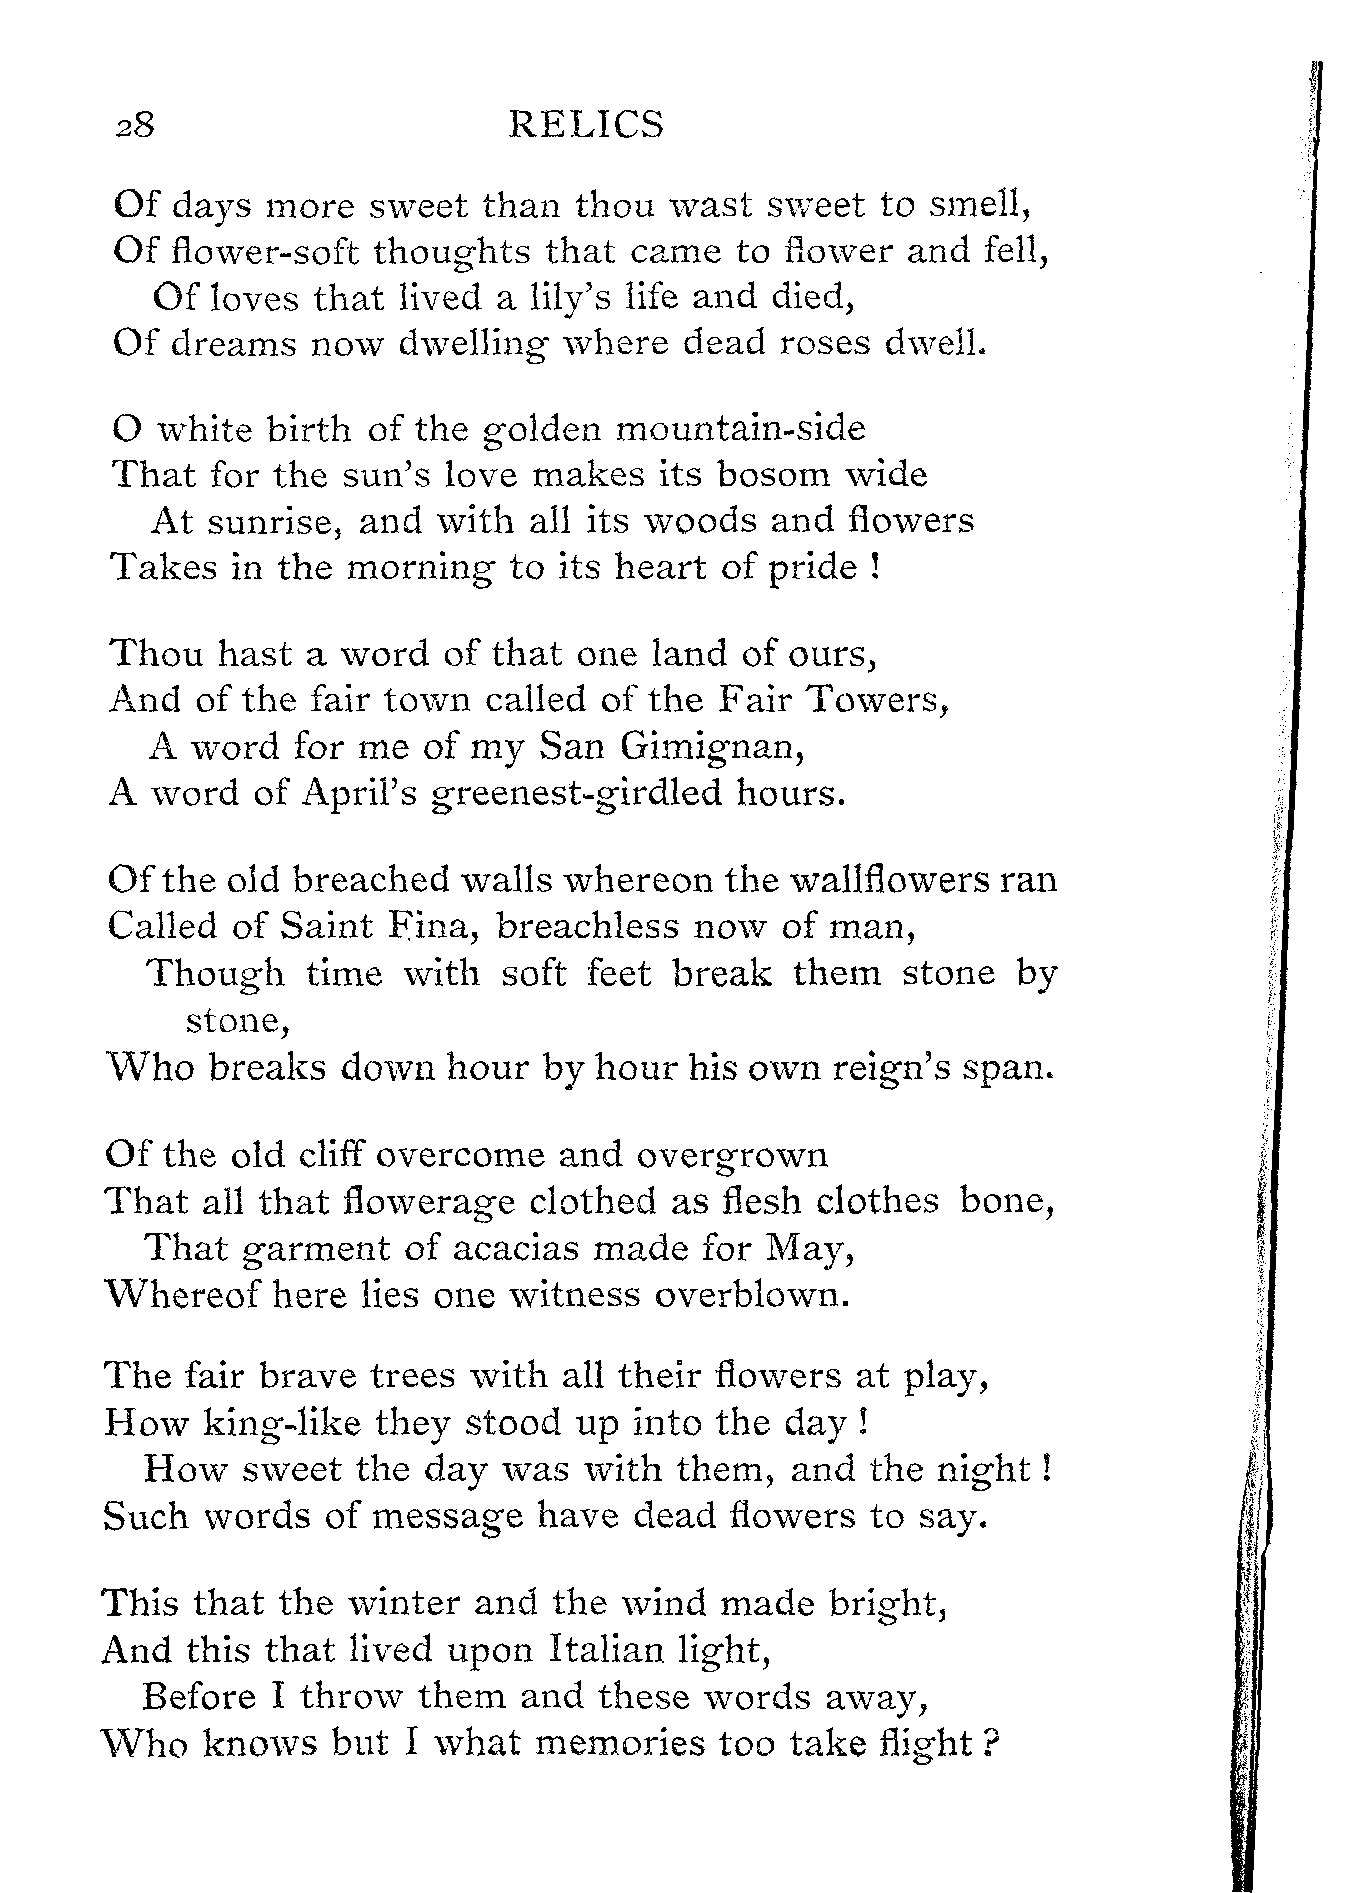 28 RELICS
Of days more sweet than thou wast sweet to smell,
Of flower-soft thoughts that came to flower and fell,
Of loves that lived a lily's life and died,
Of dreams now dwelling where dead roses dwell.
O white birth of the golden mountain-side
That for the sun's love makes its bosom wide
At sunrise, and with all its woods and flowers
Takes in the morning to its heart of pride !
Thou hast a word of that one land of ours,
And of the fair town called of the Fair Towers,
A word for me of my San Gimignan,
A word of April's greenest-girdled hours.
Of the old breached walls whereon the wallflowers ran
Called of Saint Fina, breachless now of man,
Though time with soft feet break them stone by
stone,
Who breaks down hour by hour his own reign's span.
Of the old cliff overcome and overgrown
That all that flowerage clothed as flesh clothes bone,
That garment of acacias made for May,
Whereof here lies one witness overblown.
The fair brave trees with all their flowers at play,
How king-like they stood up into the day !
How sweet the day was with them, and the night !
Such words of message have dead flowers to say.
This that the winter and the wind made bright,
And this that lived upon Italian light,
Before I throw them and these words away,
Who knows but I what memories too take flight ?